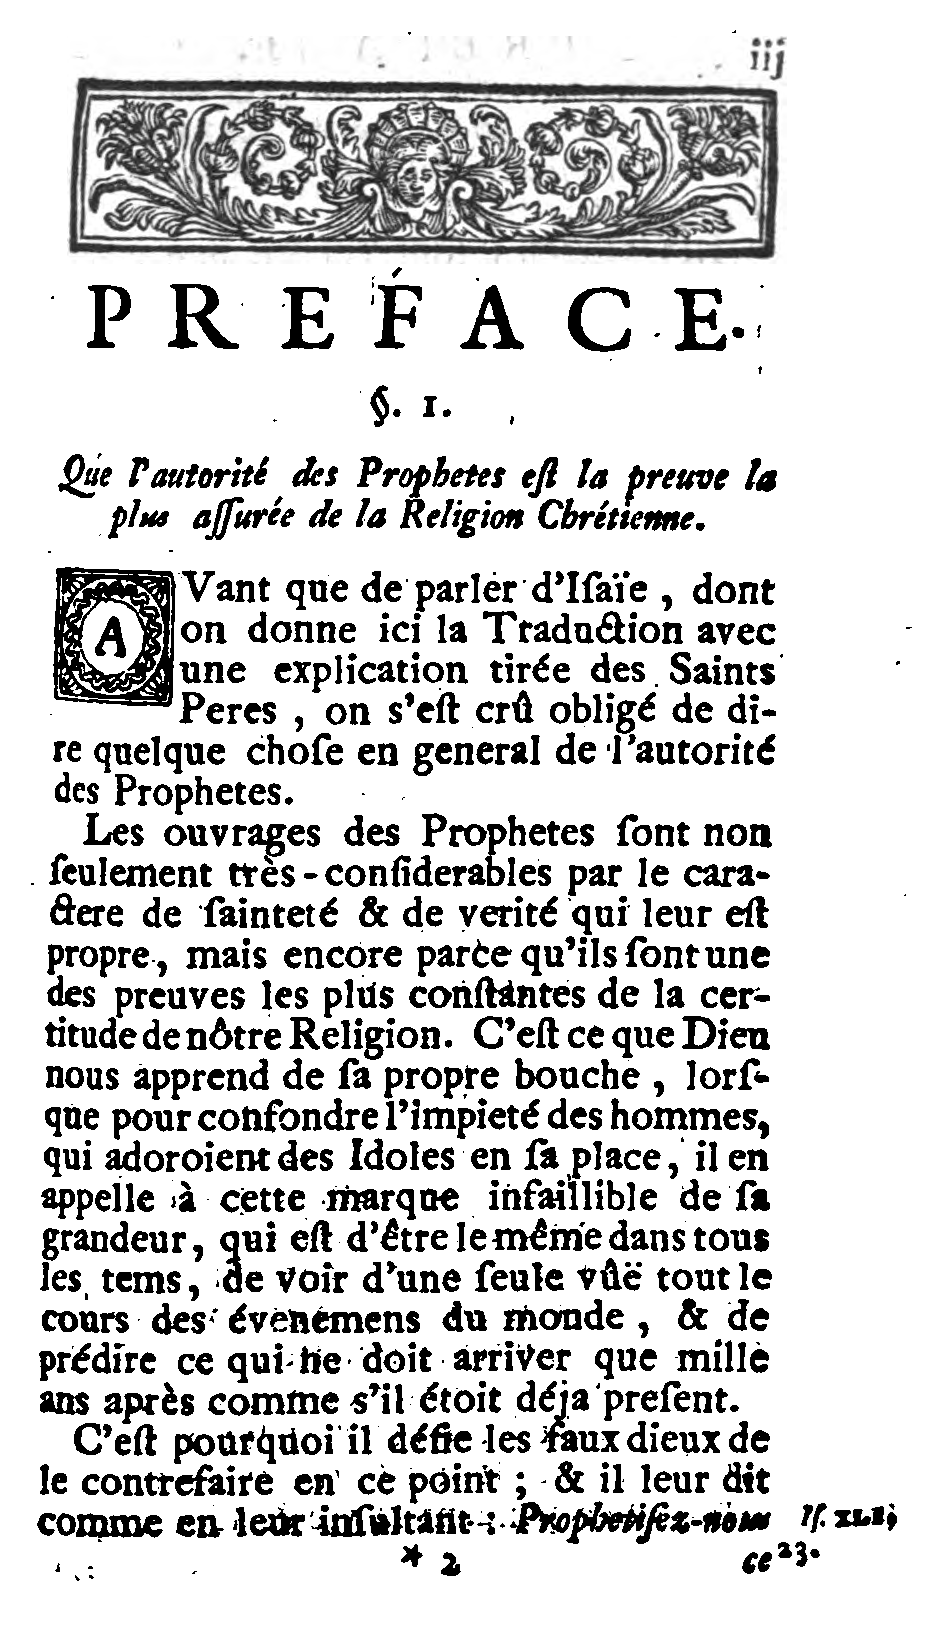 iij
PREFACE.
§. 1.
Que l'autorité des Prophetes eſt la preuve la
plus aſſurée de la Religion Chrétienne.
AVant que de parler d'Iſaïe, dont
on donne ici la Traduction avec
une explication tirée des Saints
Peres, on s'eſt crû obligé de di-
re quelque choſe en general de l'autorité
des Prophetes.
Les ouvrages des Prophetes ſont non
ſeulement très-conſiderables par le cara-
ctere de ſainteté & de verité qui leur eſt
propre, mais encore parce qu'ils ſont une
des preuves les plus conſtantes de la cer-
titude de nôtre Religion. C'eſt ce que Dieu
nous apprend de ſa propre bouche, lorſ-
que pour confondre l'impieté des hommes,
qui adoroient des Idoles en ſa place, il en
appelle à cette marque infaillible de ſa
grandeur, qui eſt d'être le même dans tous
les tems, de voir d'une ſeule vûë tout le
cours des évenemens du monde, & de
prédire ce qui ne doit arriver que mille
ans après comme s'il étoit déja preſent.
C'eſt pourquoi il défie les faux dieux de
le contrefaire en ce point; & il leur dit
comme en leur inſultant: Prophetiſez-nous
Iſ. XLI,
23.
* 2
ce